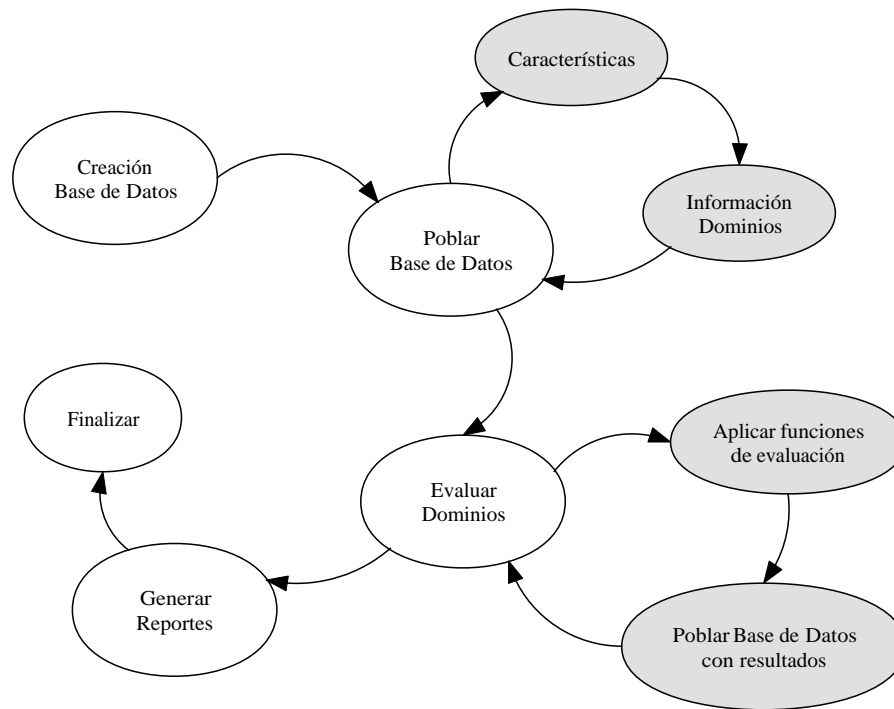 Características
Creación
Base de Datos
Información
Dominios
Poblar
Base de Datos
Finalizar
Aplicar funciones
de evaluación
Evaluar
Dominios
Generar
Reportes
Poblar Base de Datos
con resultados